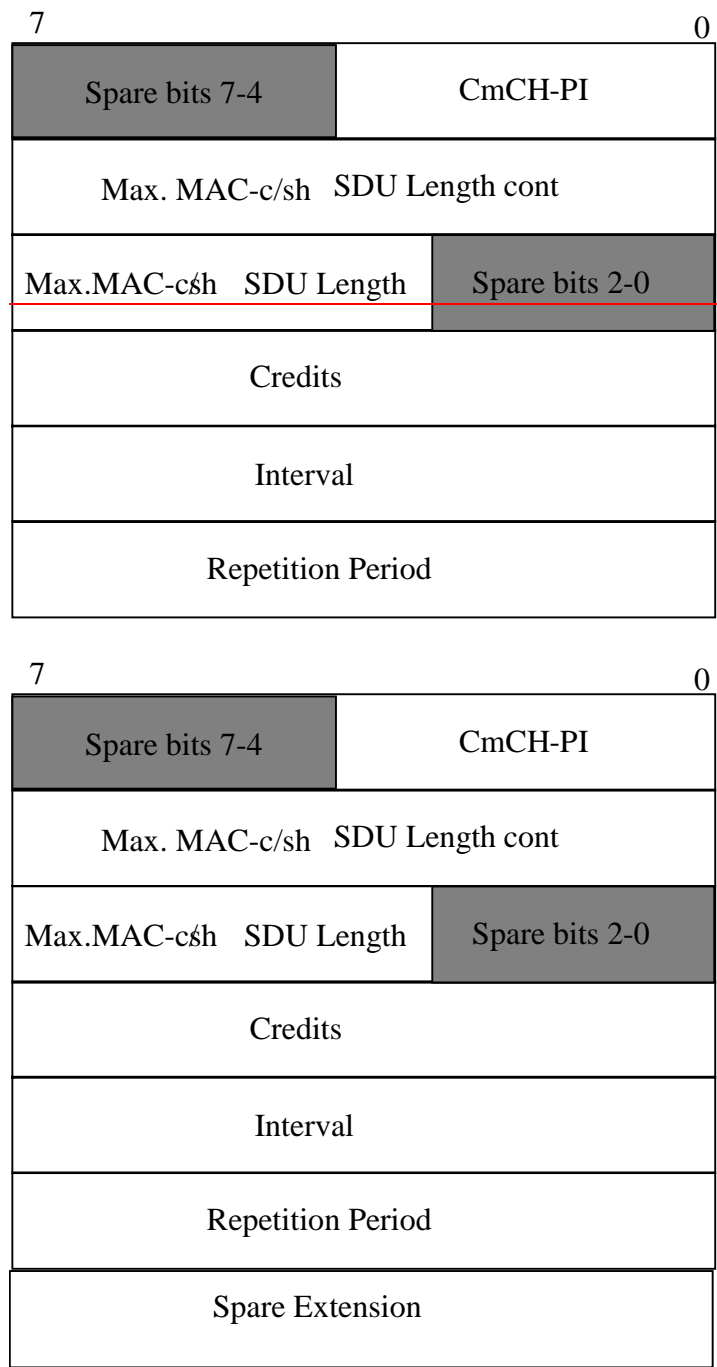 7 0
Spare bits 7-4 CmCH-PI
Max. MAC-c/sh SDU Length cont
Max.MAC-c/sh SDU Length Spare bits 2-0
Credits
Interval
Repetition Period
7 0
Spare bits 7-4 CmCH-PI
Max. MAC-c/sh SDU Length cont
Max.MAC-c/sh SDU Length Spare bits 2-0
Credits
Interval
Repetition Period
Spare Extension